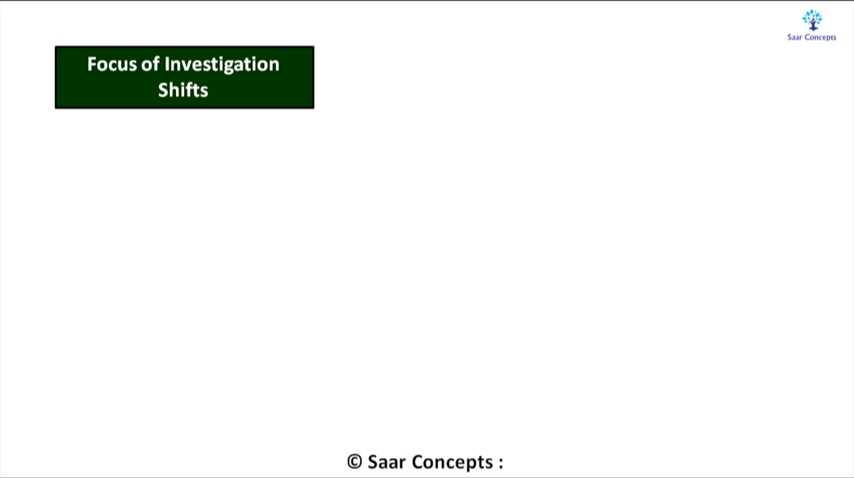 Saar Concepts
Focus of Investigation
Shifts
© Saar Concepts :